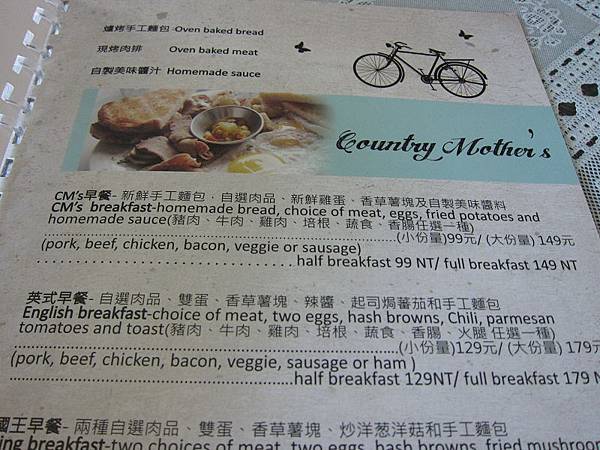 爐烤手工麵包 Oven baked bread
現烤肉排 Oven baked meat
自製美味醬汁 Homemade sauce
Country Mother's
CM's早餐- 新鮮手工麵包、自選肉品、新鮮雞蛋、香草薯塊及自製美味醬料
CM's breakfast-homemade bread, choice of meat, eggs, fried potatoes and
homemade sauce(豬肉、牛肉、雞肉、培根、蔬食、香腸任選一種)
(小份量)99元/ (大份量) 149元
(pork, beef, chicken, bacon, veggie or sausage)
half breakfast 99 NT/ full breakfast 149 NT
英式早餐- 自選肉品、雙蛋、香草薯塊、辣醬、起司焗蕃茄和手工麵包
English breakfast-choice of meat, two eggs, hash browns, Chili, parmesan
tomatoes and toast(豬肉、牛肉、雞肉、培根、蔬食、香腸、火腿 任選一種)
(小份量)129元/ (大份量) 179元
(pork, beef, chicken, bacon, veggie, sausage or ham )
half breakfast 129NT/ full breakfast 179 N
國王早餐- 兩種自選肉品、雙蛋、香草薯塊、炒洋葱洋菇和手工麵包
ing breakfast-two choices of meat, two eggs, hash browns, fried mushroom